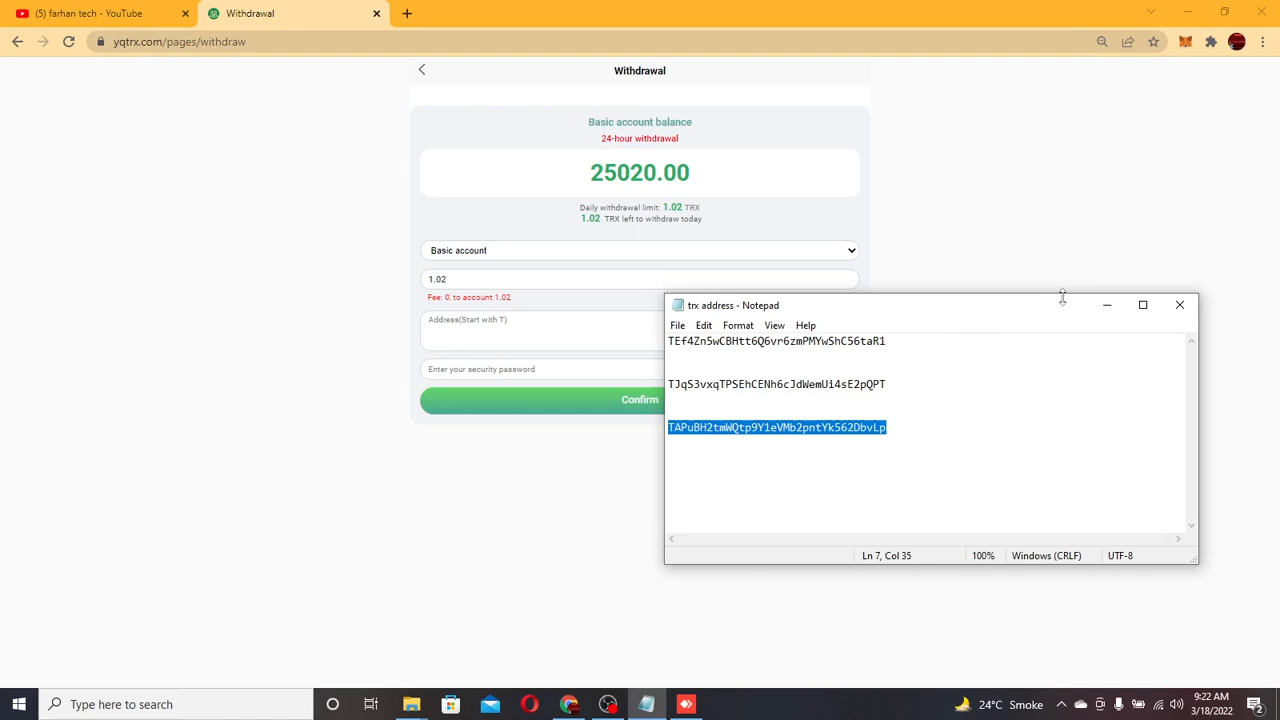 (5) farhan tech - YouTube
Withdrawal
yqtrx.com/pages/withdraw
Withdrawal
Basic account balance
24-hour withdrawal
25020.00
Daily withdrawal limit: 1.02 TRX
1.02 TRX left to withdraw today
Basic account
1.02
Fee: 0, to account 1.02
Address(Start with T)
Enter your security password
Confirm
trx address - Notepad
File Edit Format View Help
TEf4Zn5wCBHtt6Q6vr6zmPMYwShC56taR1
TJqS3vxqTPSEhCENh6cJdWemUi4sE2pQPT
TAPuBH2tmWQtp9Y1eVMb2pntYk562DbvLp
Ln 7, Col 35 100% Windows (CRLF) UTF-8
Type here to search
24°C Smoke
9:22 AM
3/18/2022
2